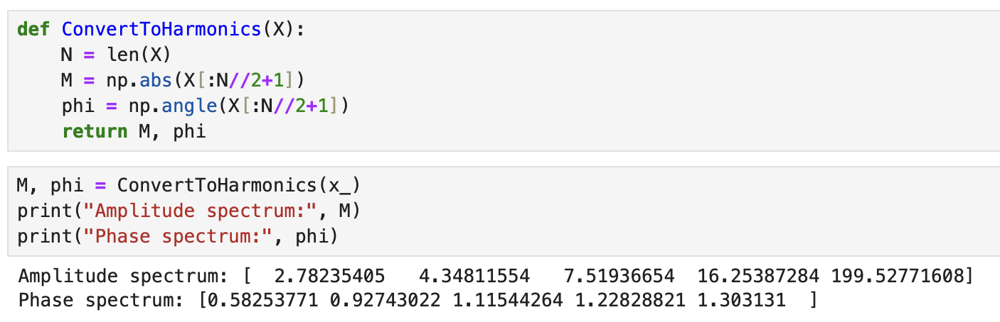 def ConvertToHarmonics(X):
    N = len(X)
    M = np.abs(X[:N//2+1])
    phi = np.angle(X[:N//2+1])
    return M, phi
M, phi = ConvertToHarmonics(x_)
print("Amplitude spectrum:", M)
print("Phase spectrum:", phi)
Amplitude spectrum: [  2.78235405   4.34811554   7.51936654  16.25387284 199.52771608]
Phase spectrum: [0.58253771 0.92743022 1.11544264 1.22828821 1.303131  ]